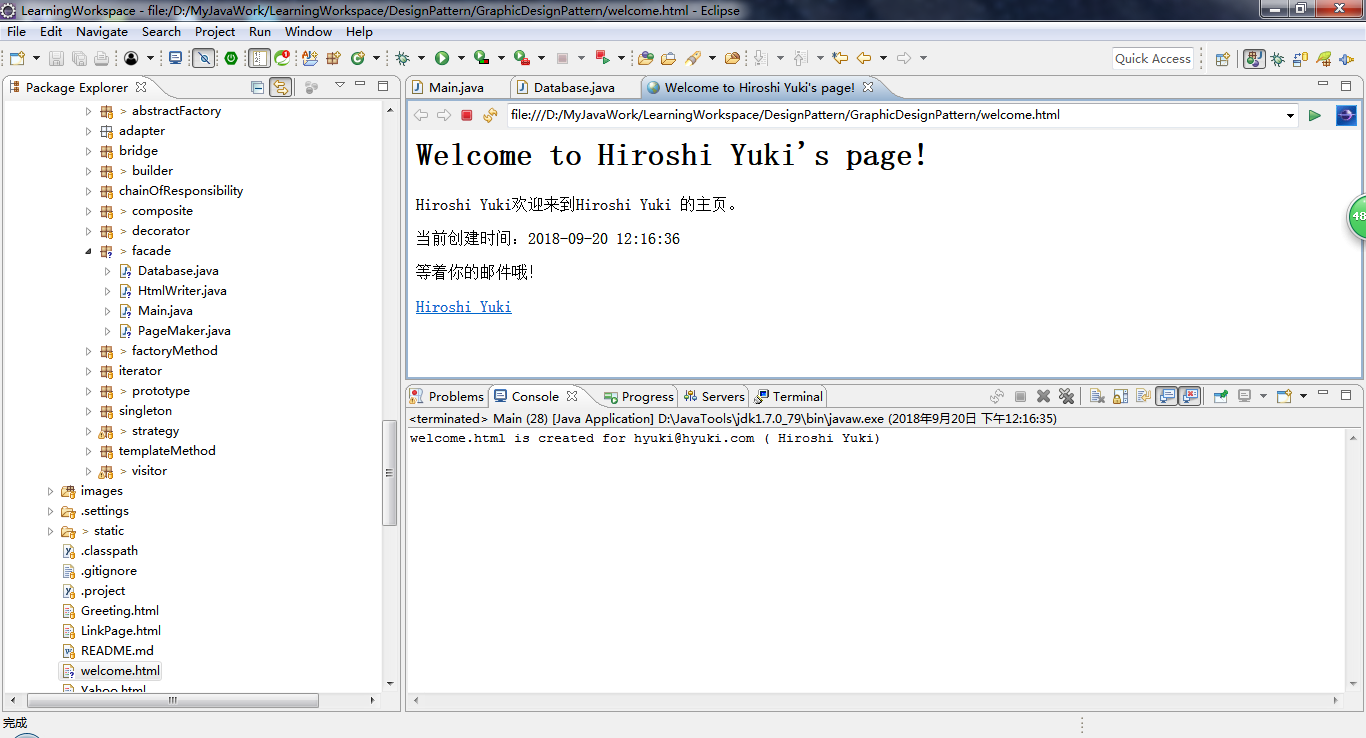 LearningWorkspace - file:/D:/MyJavaWork/LearningWorkspace/DesignPattern/GraphicDesignPattern/welcome.html - Eclipse
File Edit Navigate Search Project Run Window Help
Quick Access
Package Explorer
> abstractFactory
adapter
bridge
> builder
chainOfResponsibility
> composite
> decorator
> facade
Database.java
HtmlWriter.java
Main.java
PageMaker.java
> factoryMethod
iterator
> prototype
singleton
> strategy
templateMethod
> visitor
images
.settings
> static
.classpath
.gitignore
.project
Greeting.html
LinkPage.html
README.md
welcome.html
Yahoo.html
Main.java Database.java Welcome to Hiroshi Yuki's page!
file:///D:/MyJavaWork/LearningWorkspace/DesignPattern/GraphicDesignPattern/welcome.html
Welcome to Hiroshi Yuki's page!
Hiroshi Yuki欢迎来到Hiroshi Yuki 的主页。
当前创建时间：2018-09-20 12:16:36
等着你的邮件哦！
Hiroshi Yuki
48
Problems Console Progress Servers Terminal
<terminated> Main (28) [Java Application] D:\JavaTools\jdk1.7.0_79\bin\javaw.exe (2018年9月20日 下午12:16:35)
welcome.html is created for hyuki@hyuki.com ( Hiroshi Yuki)
完成